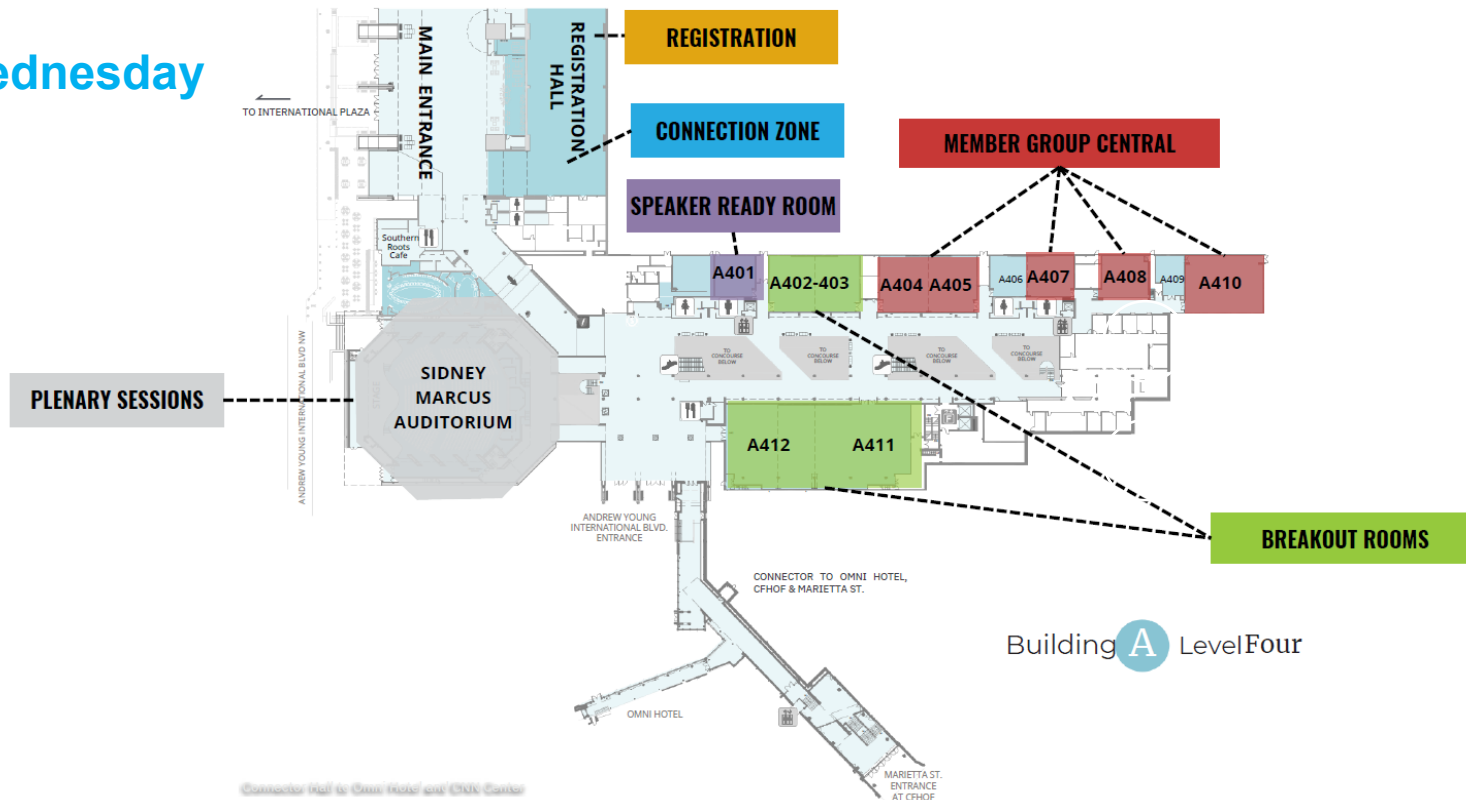 ednesday
TO INTERNATIONAL PLAZA
MAIN ENTRANCE
REGISTRATION
HALL
REGISTRATION
CONNECTION ZONE
SPEAKER READY ROOM
MEMBER GROUP CENTRAL
Southern
Roots
Cafe
A401
A402-403
A404 A405
A406
A407
A408
A409
A410
TO
CONCOURSE
BELOW
TO
CONCOURSE
BELOW
TO
CONCOURSE
BELOW
TO
CONCOURSE
BELOW
PLENARY SESSIONS
SIDNEY
MARCUS
AUDITORIUM
ANDREW YOUNG INTERNATIONAL BLVD NW
A412
A411
BREAKOUT ROOMS
ANDREW YOUNG
INTERNATIONAL BLVD.
ENTRANCE
CONNECTOR TO OMNI HOTEL,
CFHOF & MARIETTA ST.
Building A Level Four
OMNI HOTEL
MARIETTA ST.
ENTRANCE
AT CFHOF
Connector Hall to Omni Hotel and CNN Center